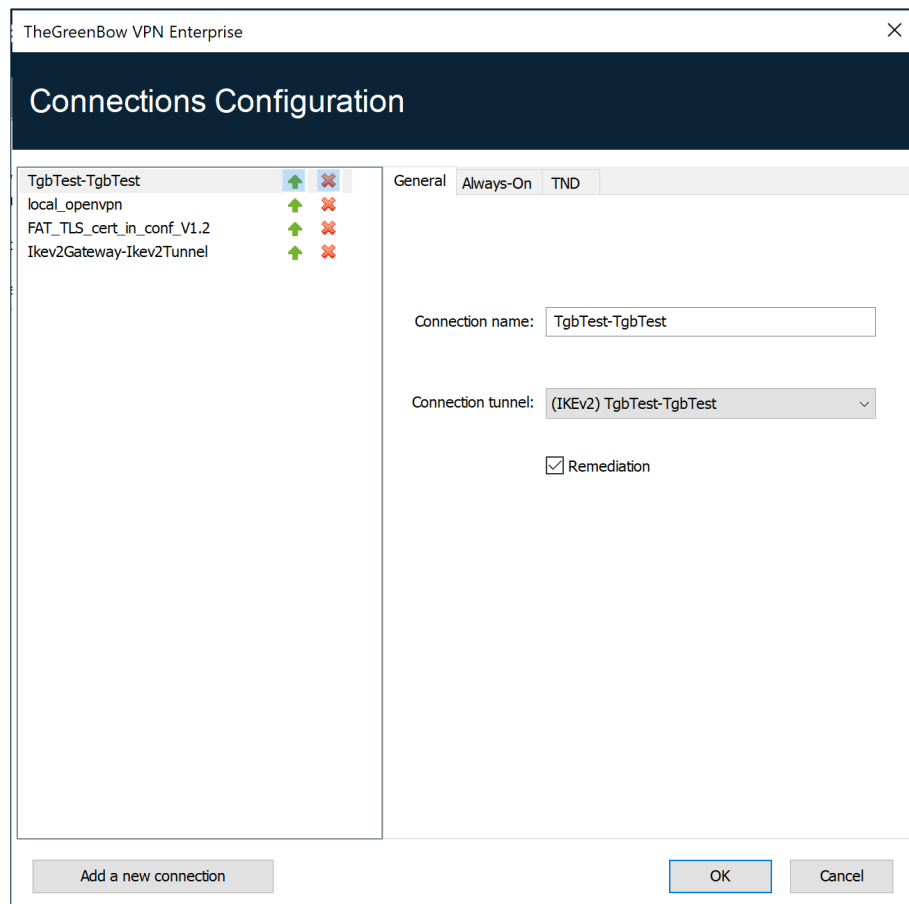 TheGreenBow VPN Enterprise
Connections Configuration
TgbTest-TgbTest
local_openvpn
FAT_TLS_cert_in_conf_V1.2
Ikev2Gateway-Ikev2Tunnel
General Always-On TND
Connection name: TgbTest-TgbTest
Connection tunnel: (IKEv2) TgbTest-TgbTest
Remediation
Add a new connection OK Cancel